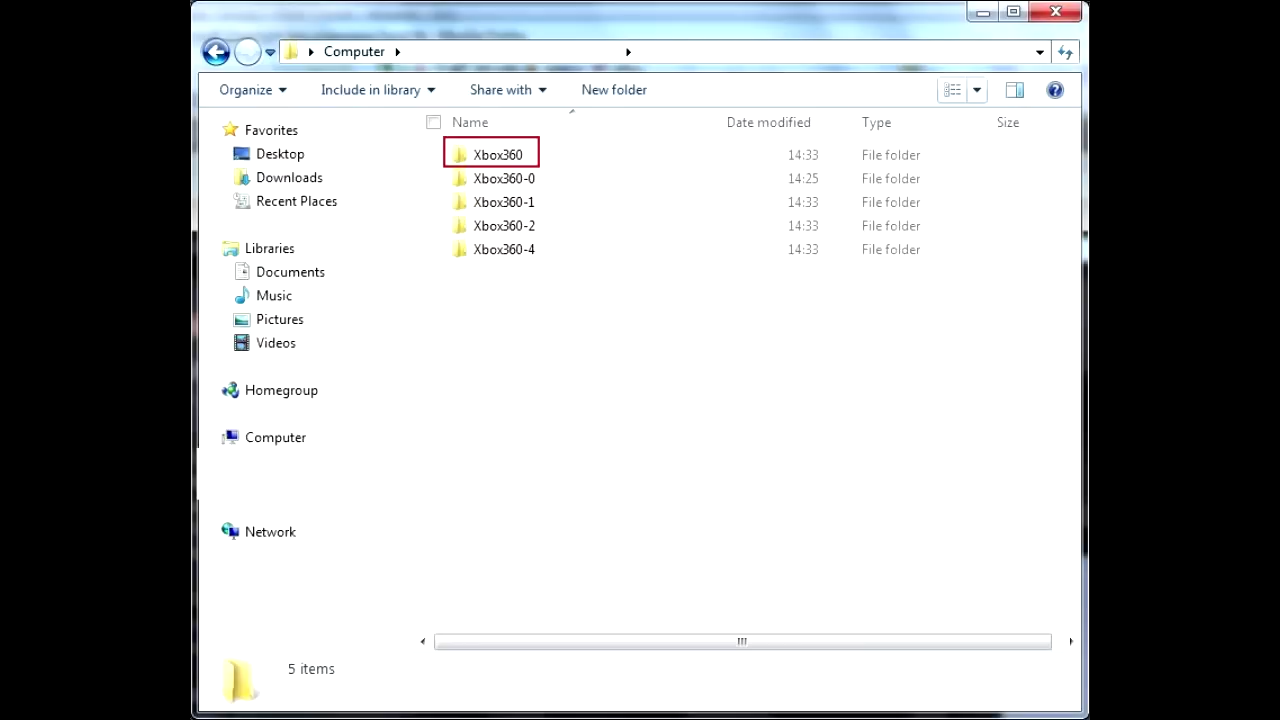 Computer
Organize Include in library Share with New folder
Name Date modified Type Size
Favorites
Desktop
Downloads
Recent Places
Libraries
Documents
Music
Pictures
Videos
Homegroup
Computer
Network
Xbox360 14:33 File folder
Xbox360-0 14:25 File folder
Xbox360-1 14:33 File folder
Xbox360-2 14:33 File folder
Xbox360-4 14:33 File folder
5 items